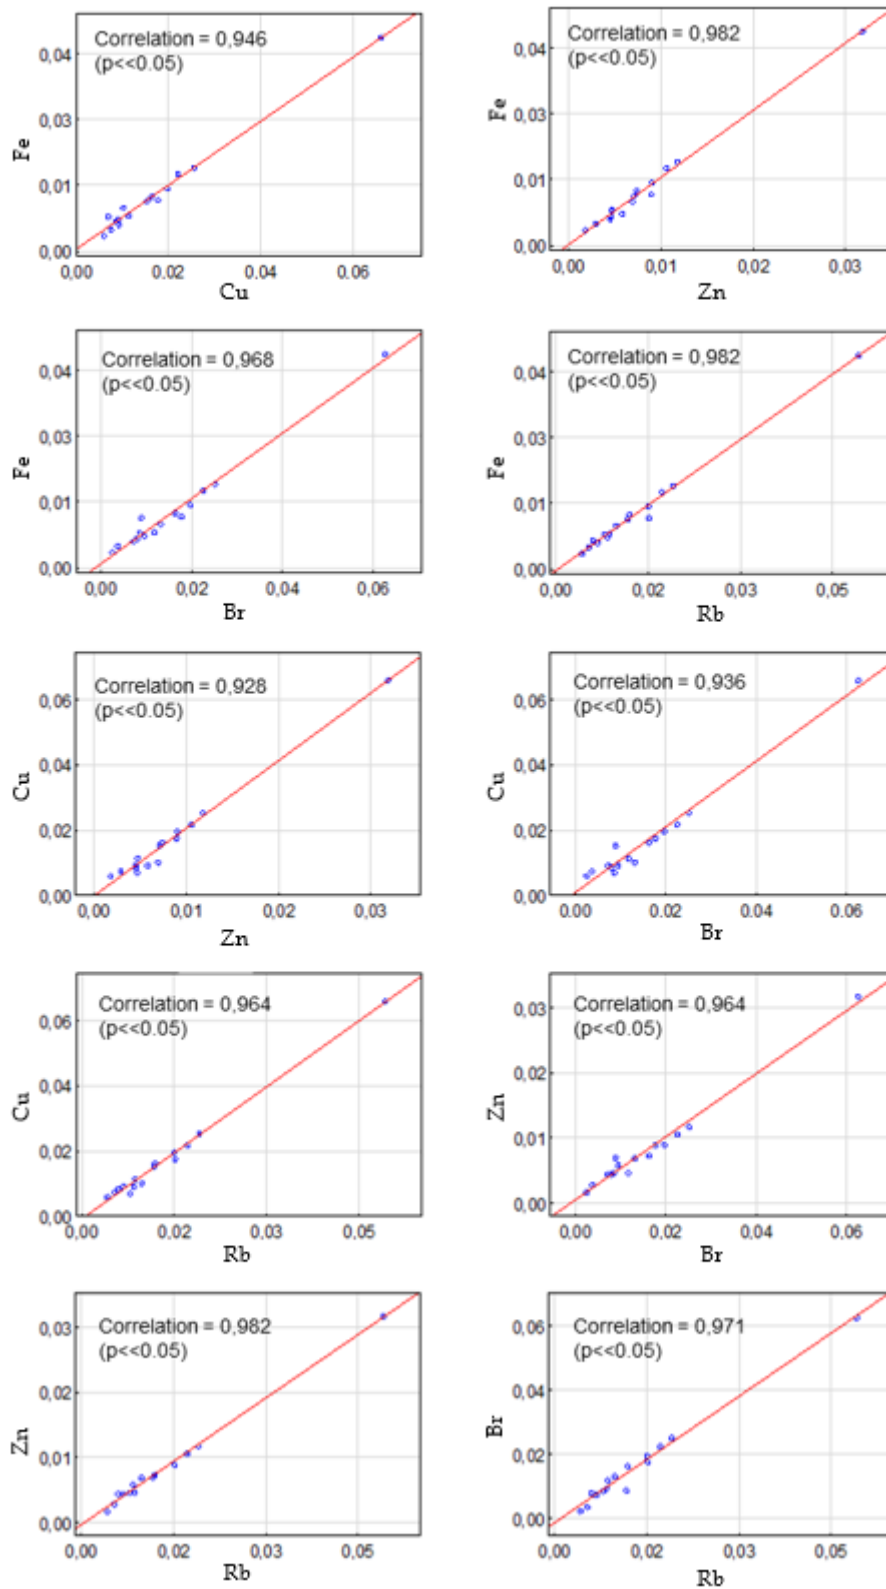 Correlation = 0,946
(p<<0.05)
0,04
0,03
0,01
0,00
Fe
0,00 0,02 0,04 0,06
Cu
Correlation = 0,982
(p<<0.05)
0,04
0,03
0,01
0,00
Fe
0,00 0,01 0,02 0,03
Zn
Correlation = 0,968
(p<<0.05)
0,04
0,03
0,01
0,00
Fe
0,00 0,02 0,04 0,06
Br
Correlation = 0,982
(p<<0.05)
0,04
0,03
0,01
0,00
Fe
0,00 0,02 0,03 0,05
Rb
Correlation = 0,928
(p<<0.05)
0,06
0,04
0,02
0,00
Cu
0,00 0,01 0,02 0,03
Zn
Correlation = 0,936
(p<<0.05)
0,06
0,04
0,02
0,00
Cu
0,00 0,02 0.04 0,06
Br
Correlation = 0,964
(p<<0.05)
0,06
0,04
0,02
0,00
Cu
0,00 0,02 0,03 0,05
Rb
Correlation = 0,964
(p<<0.05)
0,03
0,02
0,01
0,00
Zn
0,00 0,02 0,04 0,06
Br
Correlation = 0,982
(p<<0.05)
0,03
0,02
0,01
0,00
Zn
0,00 0,02 0,03 0,05
Rb
Correlation = 0,971
(p<<0.05)
0,06
0,04
0,02
0,00
Br
0,00 0,02 0,03 0,05
Rb